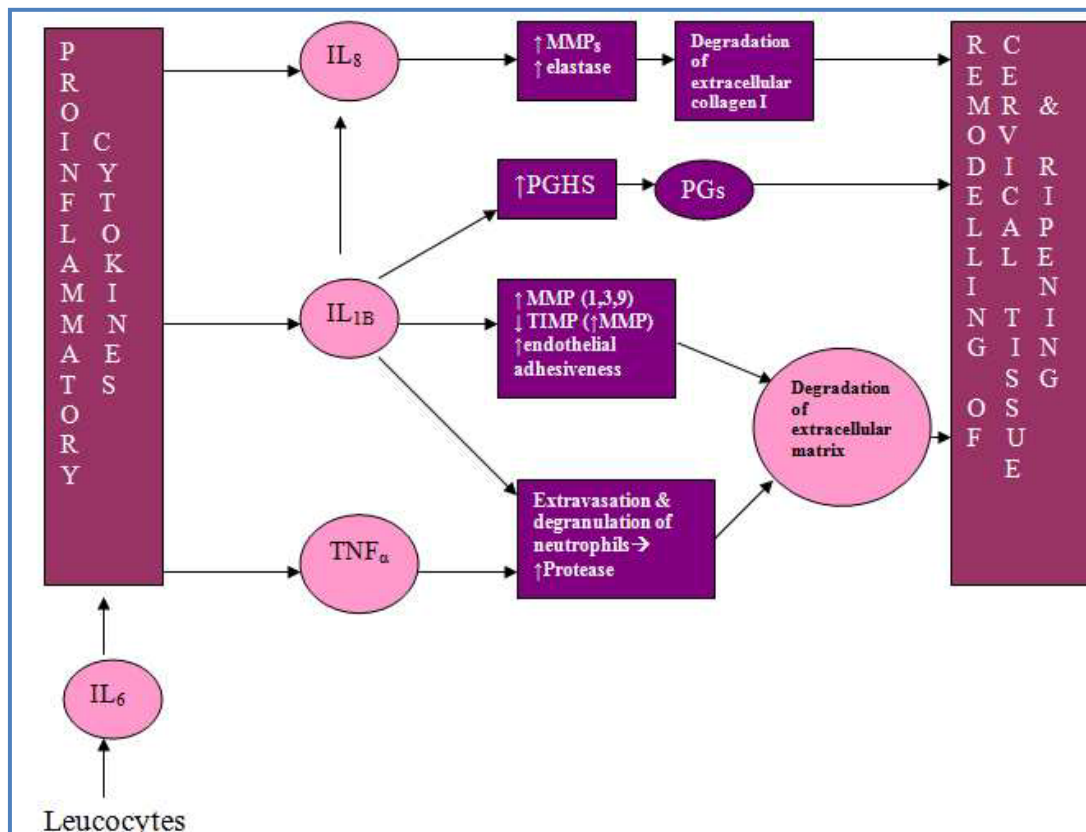 PROINFLAMMATORY
CYTOKINES
IL₈
↑ MMP₈
↑ elastase
Degradation
of
extracellular
collagen I
↑PGHS
PGs
IL₁B
↑ MMP (1,3,9)
↓ TIMP (↑MMP)
↑endothelial
adhesiveness
Degradation
of
extracellular
matrix
Extravasation &
degranulation of
neutrophils→
↑Protease
TNFα
IL₆
Leucocytes
REMODELLING OF
CERVICAL TISSUE
& RIPENING